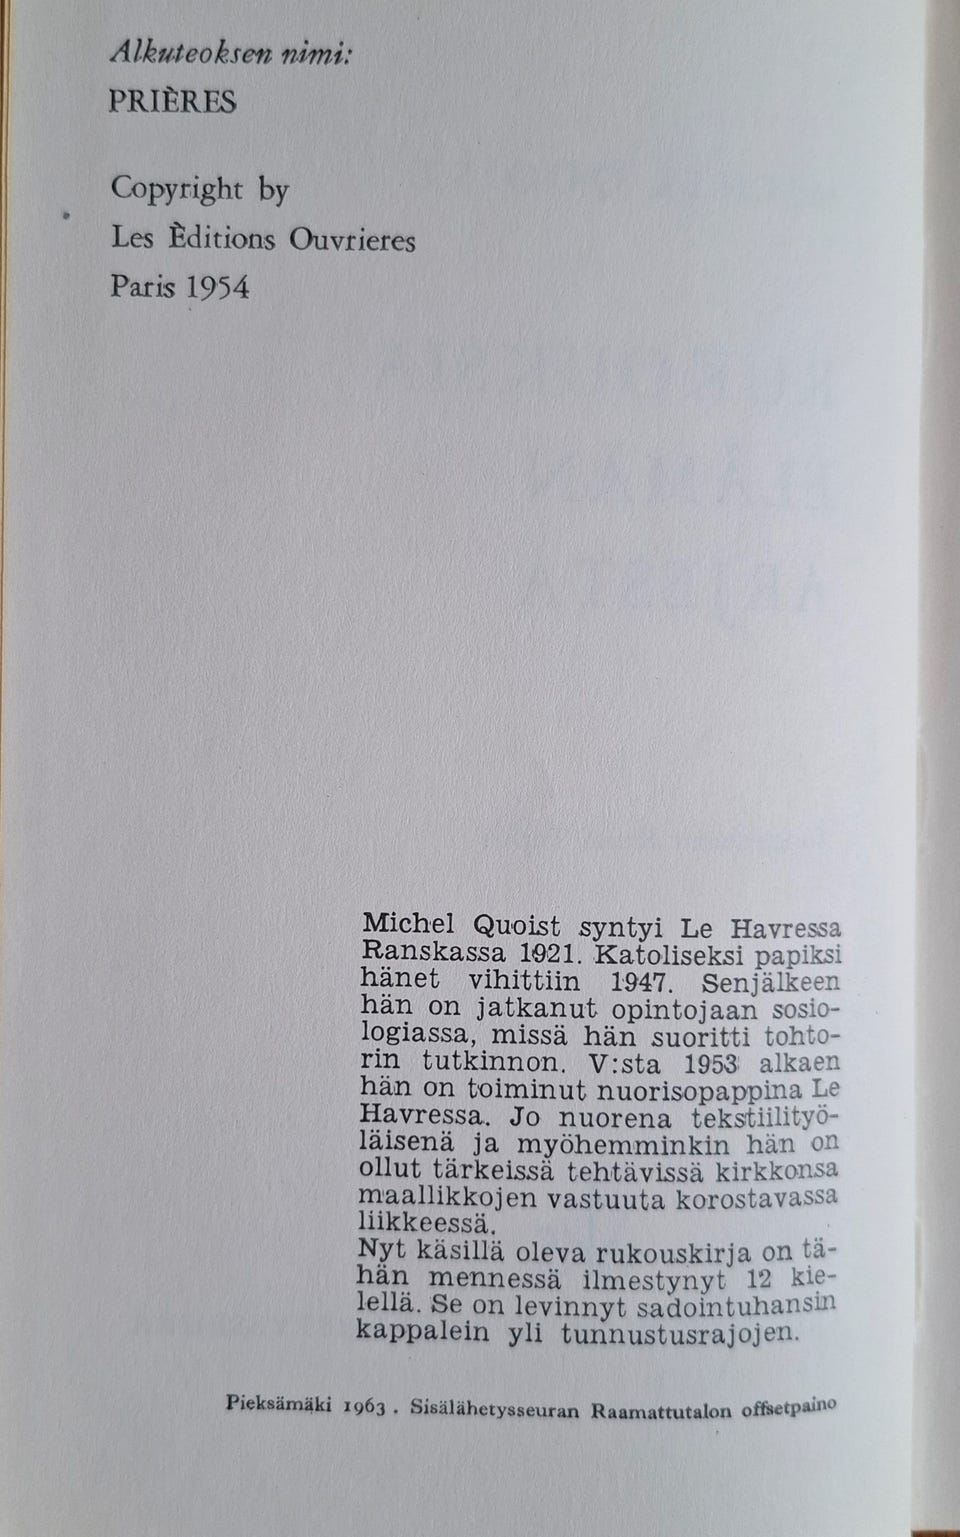 Alkuteoksen nimi:
PRIÈRES
Copyright by
Les Èditions Ouvrieres
Paris 1954
Michel Quoist syntyi Le Havressa
Ranskassa 1921. Katoliseksi papiksi
hänet vihittiin 1947. Senjälkeen
hän on jatkanut opintojaan sosio-
logiassa, missä hän suoritti tohto-
rin tutkinnon. V:sta 1953 alkaen
hän on toiminut nuorisopappina Le
Havressa. Jo nuorena tekstiilityö-
läisenä ja myöhemminkin hän on
ollut tärkeissä tehtävissä kirkkonsa
maallikkojen vastuuta korostavassa
liikkeessä.
Nyt käsillä oleva rukouskirja on tä-
hän mennessä ilmestynyt 12 kie-
lellä. Se on levinnyt sadointuhansin
kappalein yli tunnustusrajojen.
Pieksämäki 1963. Sisälähetysseuran Raamattutalon offsetpaino